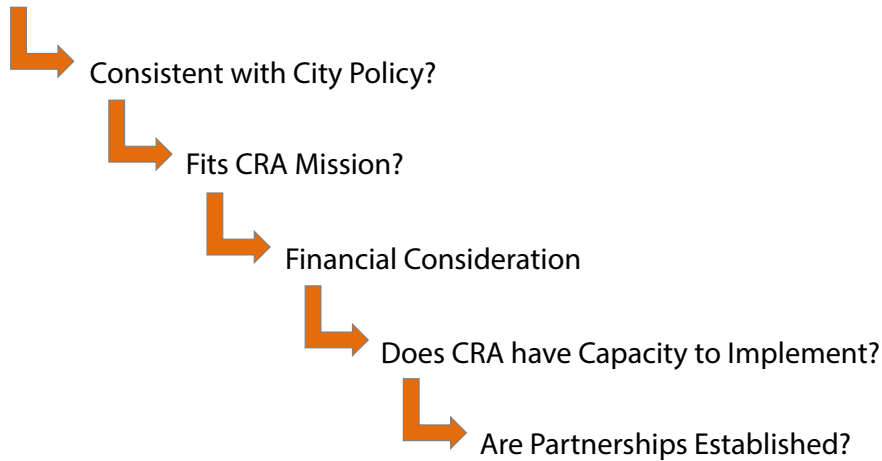 Consistent with City Policy?
Fits CRA Mission?
Financial Consideration
Does CRA have Capacity to Implement?
Are Partnerships Established?